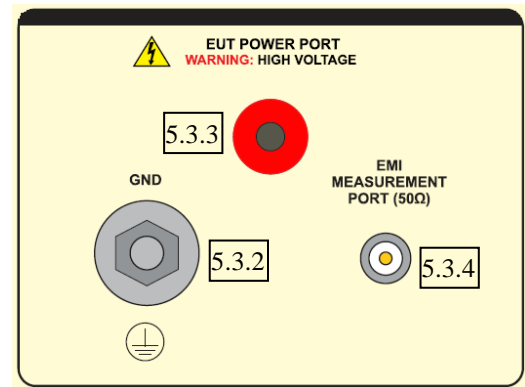 EUT POWER PORT
WARNING: HIGH VOLTAGE
5.3.3
GND
EMI
MEASUREMENT
PORT (50Ω)
5.3.2
5.3.4